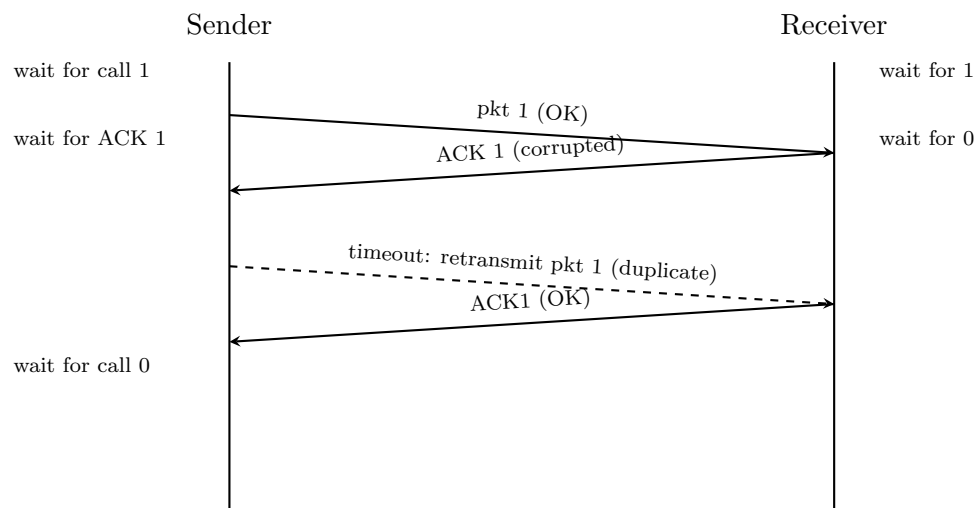 Sender
Receiver
wait for call 1
wait for 1
pkt 1 (OK)
wait for ACK 1
wait for 0
ACK 1 (corrupted)
timeout: retransmit pkt 1 (duplicate)
ACK1 (OK)
wait for call 0